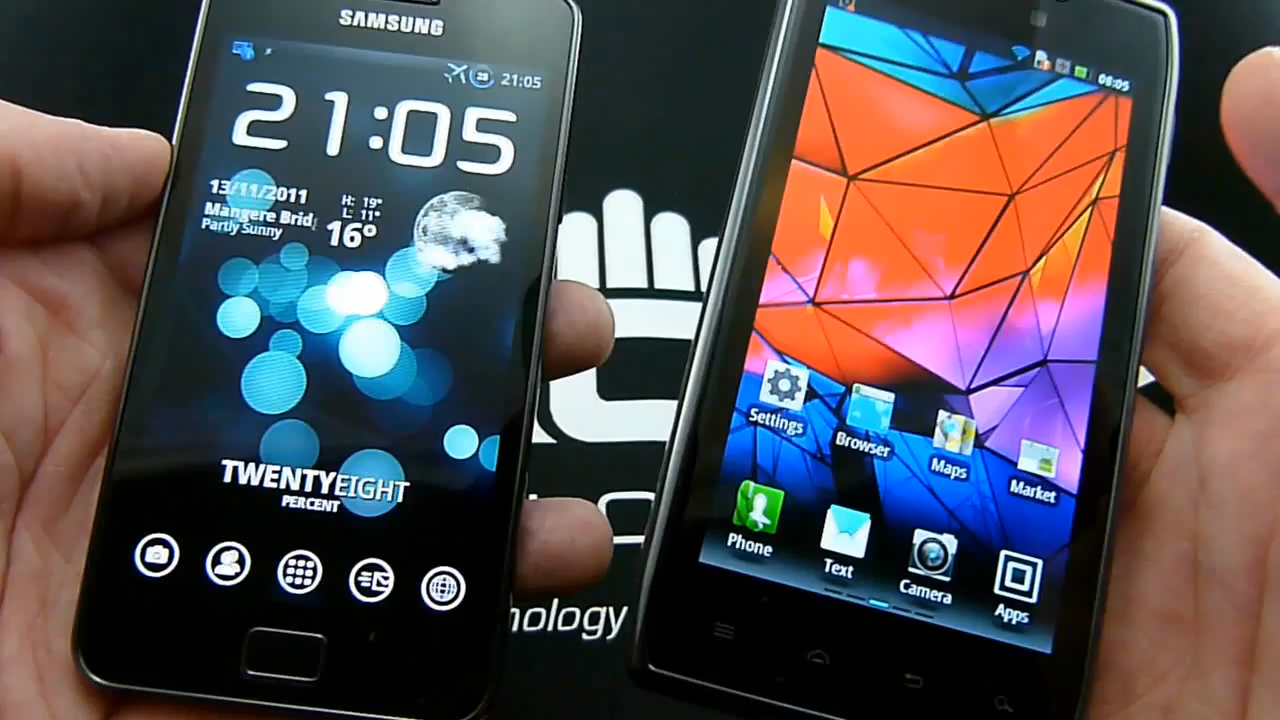 SAMSUNG
28 21:05
21:05
13/11/2011
H: 19°
Mangere Brid
L: 11°
Partly Sunny
16°
TWENTYEIGHT
PERCENT
08:05
Settings
Browser
Maps
Market
Phone
Text
Camera
Apps
nology